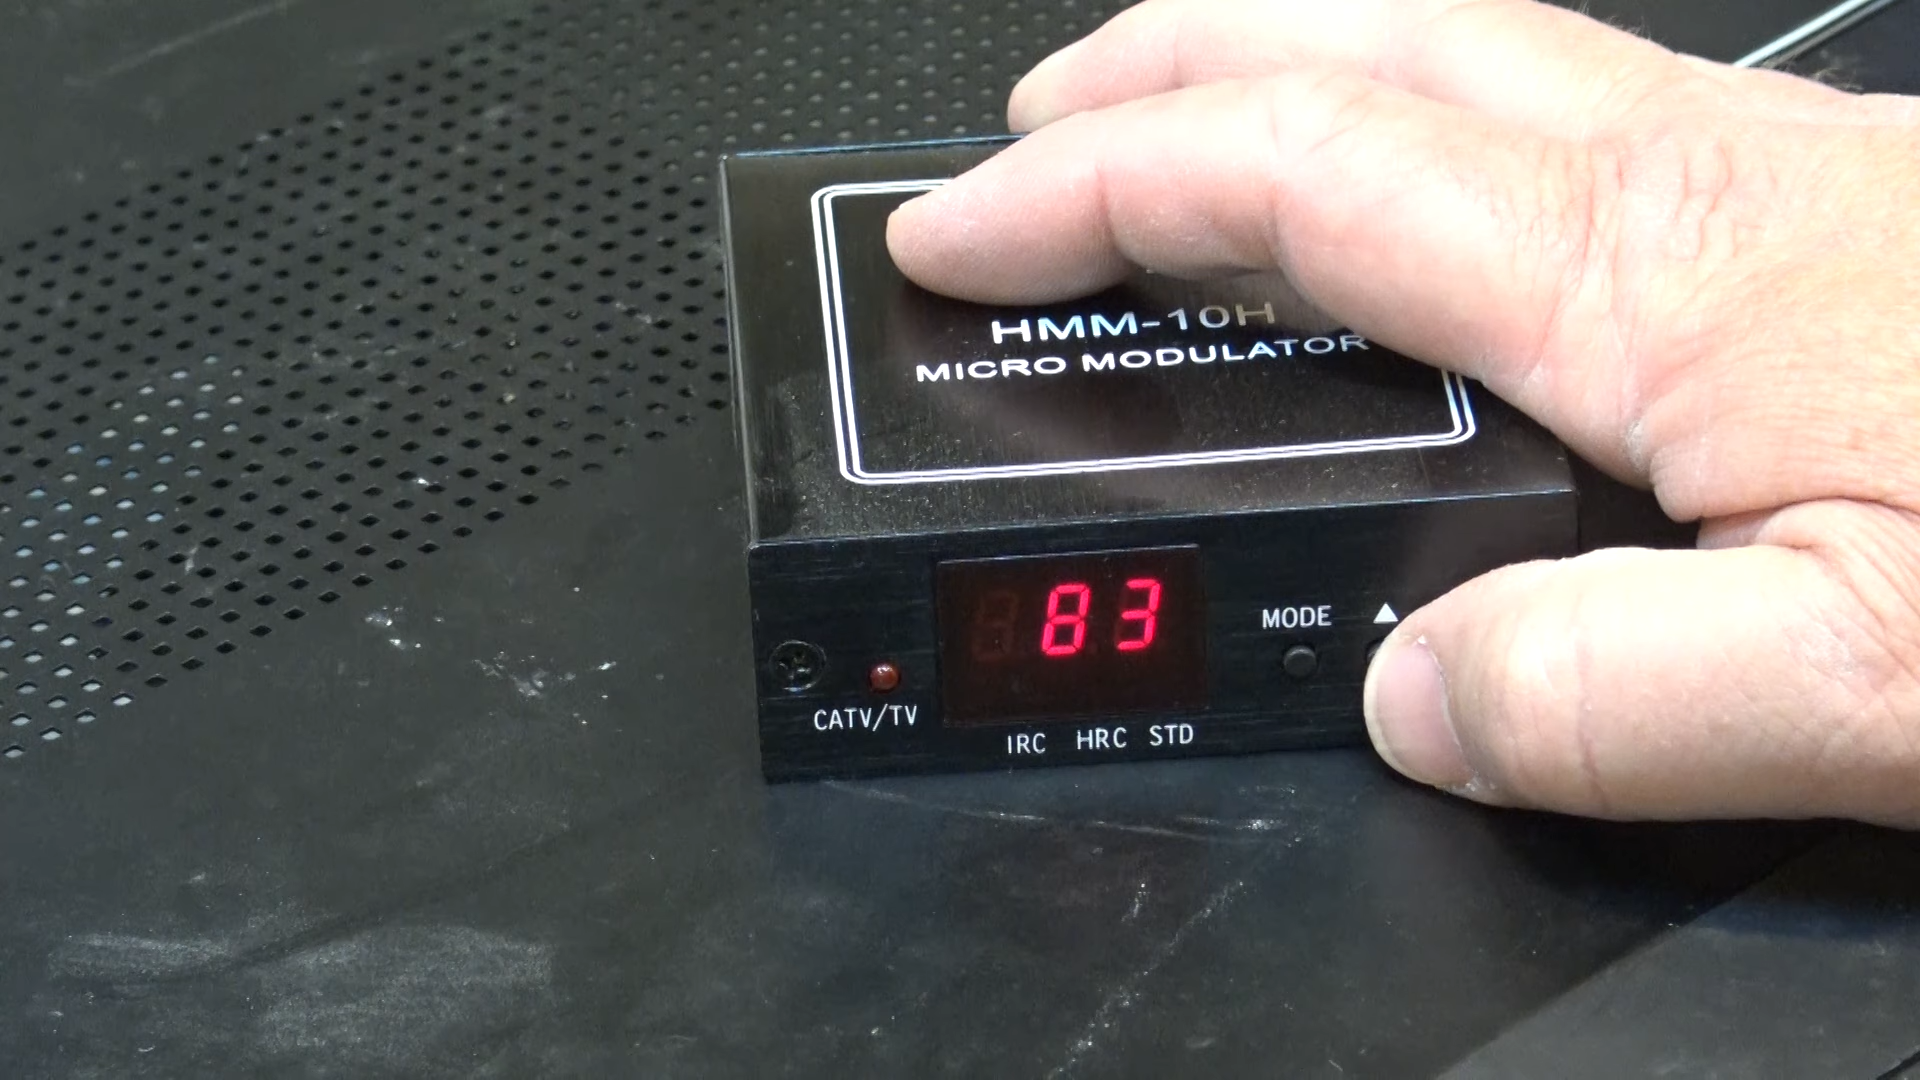 HMM-10H
MICRO MODULATOR
83
MODE ▲
CATV/TV
IRC HRC STD